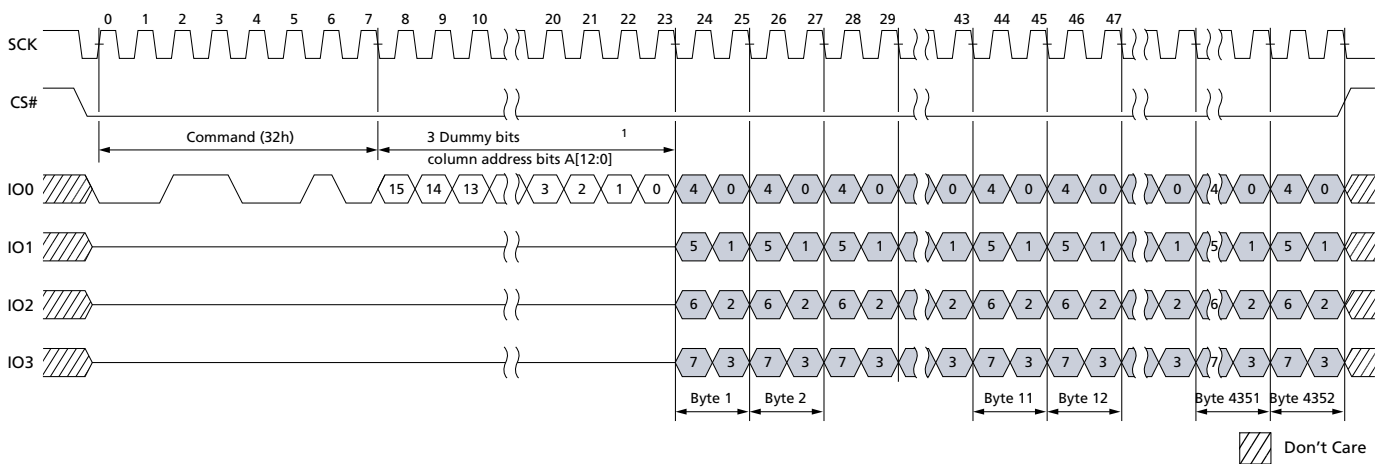 0 1 2 3 4 5 6 7 8 9 10 20 21 22 23 24 25 26 27 28 29 43 44 45 46 47
SCK
CS#
Command (32h) 3 Dummy bits 1
column address bits A[12:0]
IO0 15 14 13 3 2 1 0 4 0 4 0 4 0 0 4 0 4 0 0 4 0 4 0
IO1 5 1 5 1 5 1 1 5 1 5 1 1 5 1 5 1
IO2 6 2 6 2 6 2 2 6 2 6 2 2 6 2 6 2
IO3 7 3 7 3 7 3 3 7 3 7 3 3 7 3 7 3
Byte 1 Byte 2 Byte 11 Byte 12 Byte 4351 Byte 4352
Don't Care